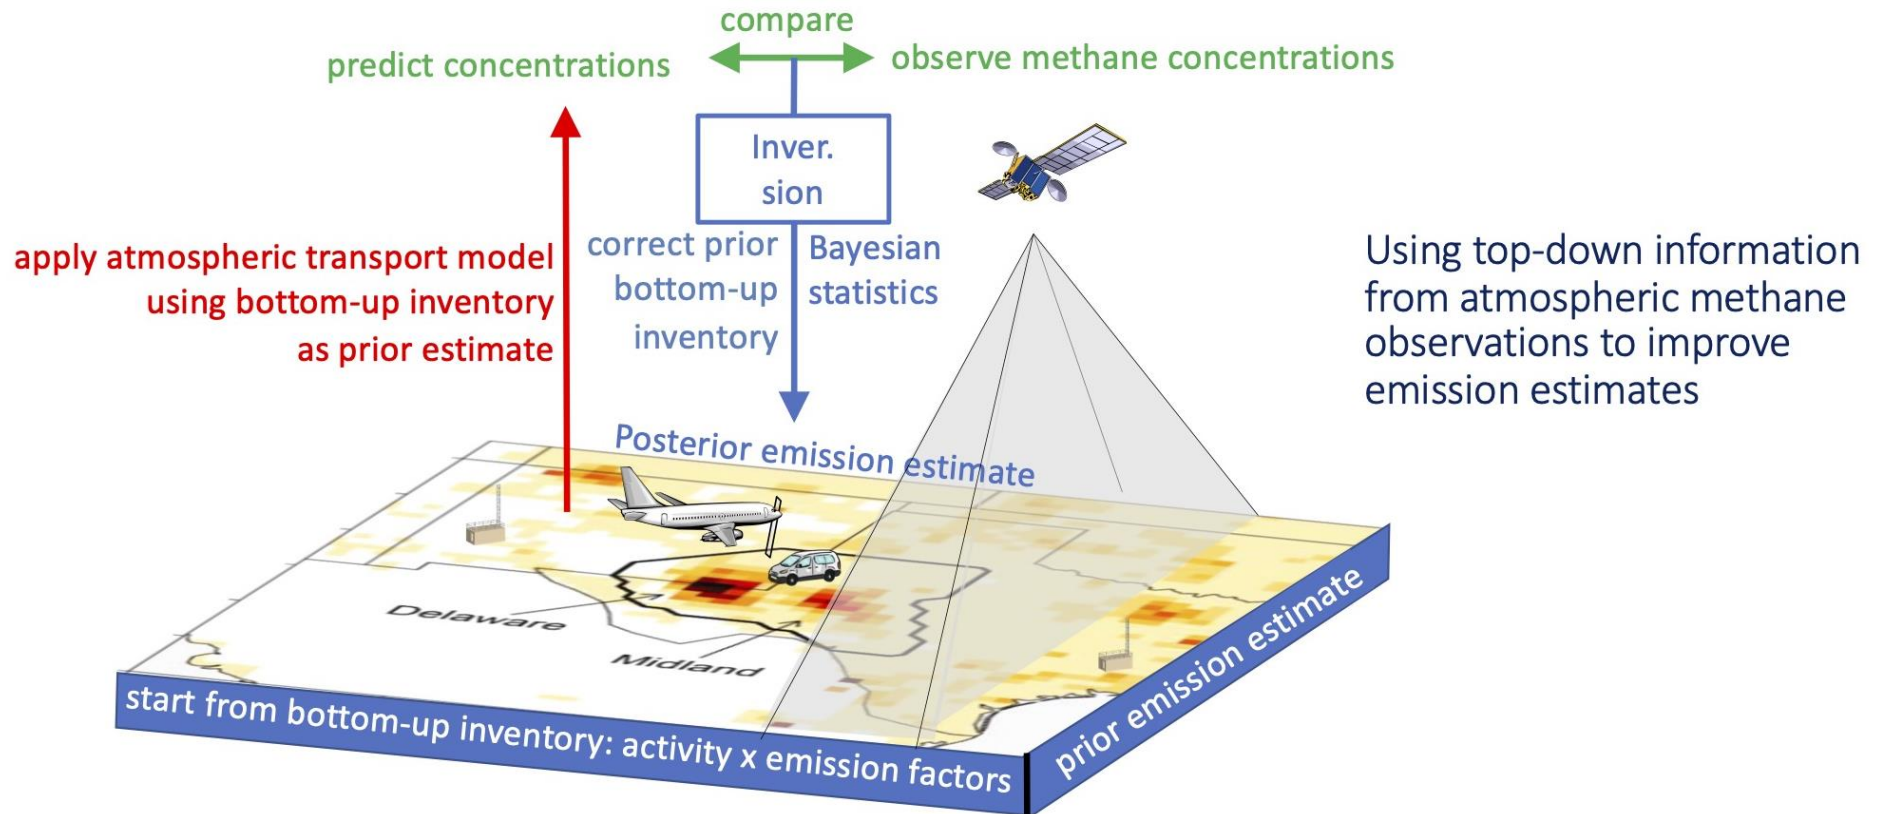 compare
predict concentrations
observe methane concentrations
Inver.
sion
apply atmospheric transport model
using bottom-up inventory
as prior estimate
correct prior
bottom-up
inventory
Bayesian
statistics
Using top-down information
from atmospheric methane
observations to improve
emission estimates
Posterior emission estimate
Delaware
Midland
start from bottom-up inventory: activity x emission factors
prior emission estimate